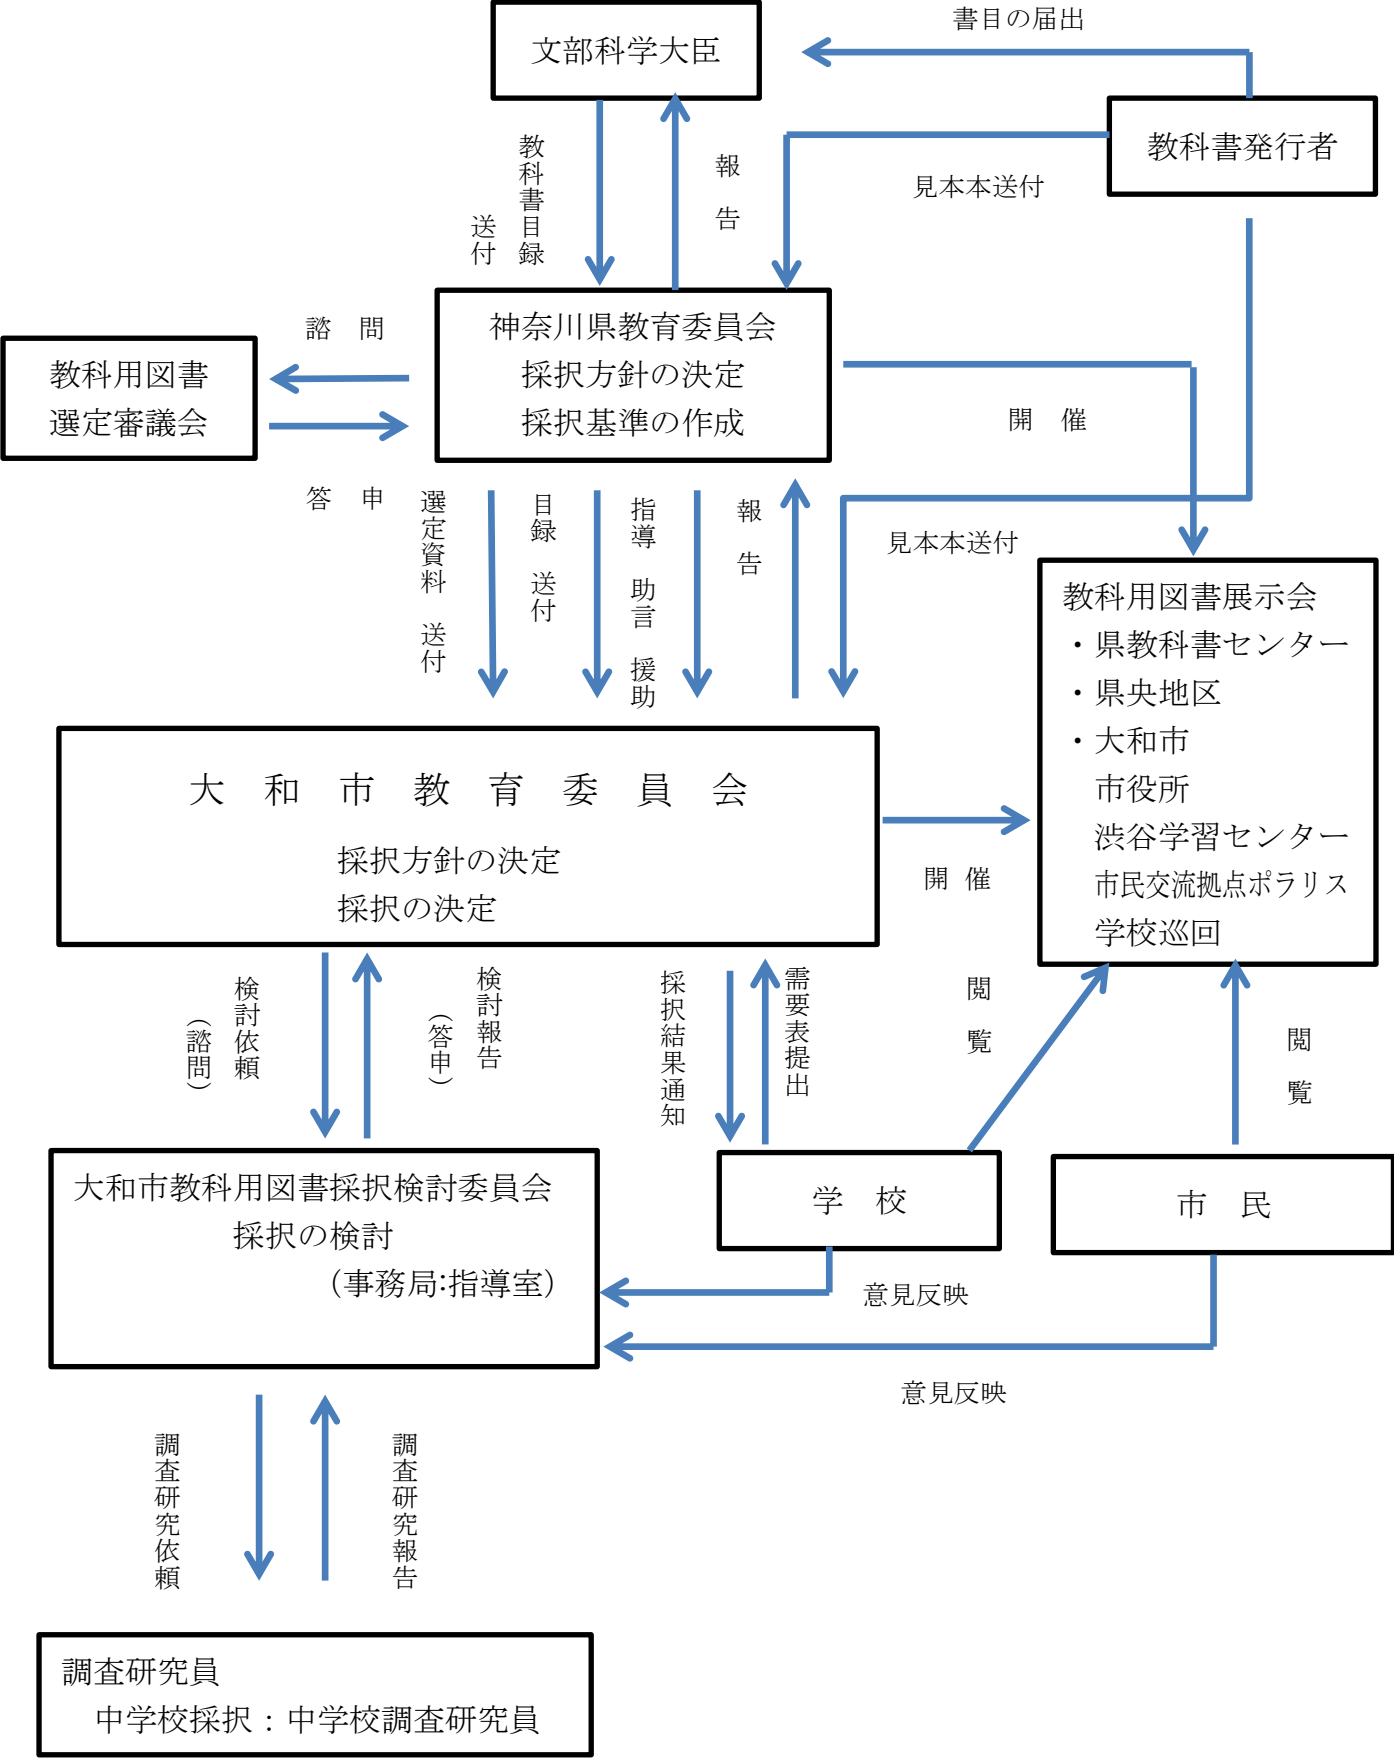 書目の届出
文部科学大臣
教科書発行者
教科書目録
送付
報　告
見本本送付
神奈川県教育委員会
採択方針の決定
採択基準の作成
諮　問
教科用図書
選定審議会
答　申
開　催
選定資料　送付
目録　送付
指導　助言　援助
報　告
見本本送付
教科用図書展示会
・県教科書センター
・県央地区
・大和市
市役所
渋谷学習センター
市民交流拠点ポラリス
学校巡回
大　和　市　教　育　委　員　会
採択方針の決定
採択の決定
開 催
検討依頼
（諮問）
検討報告
（答申）
採択結果通知
需要表提出
閲　覧
閲　覧
大和市教科用図書採択検討委員会
採択の検討
（事務局:指導室）
学　校
市　民
意見反映
意見反映
調査研究依頼
調査研究報告
調査研究員
中学校採択：中学校調査研究員